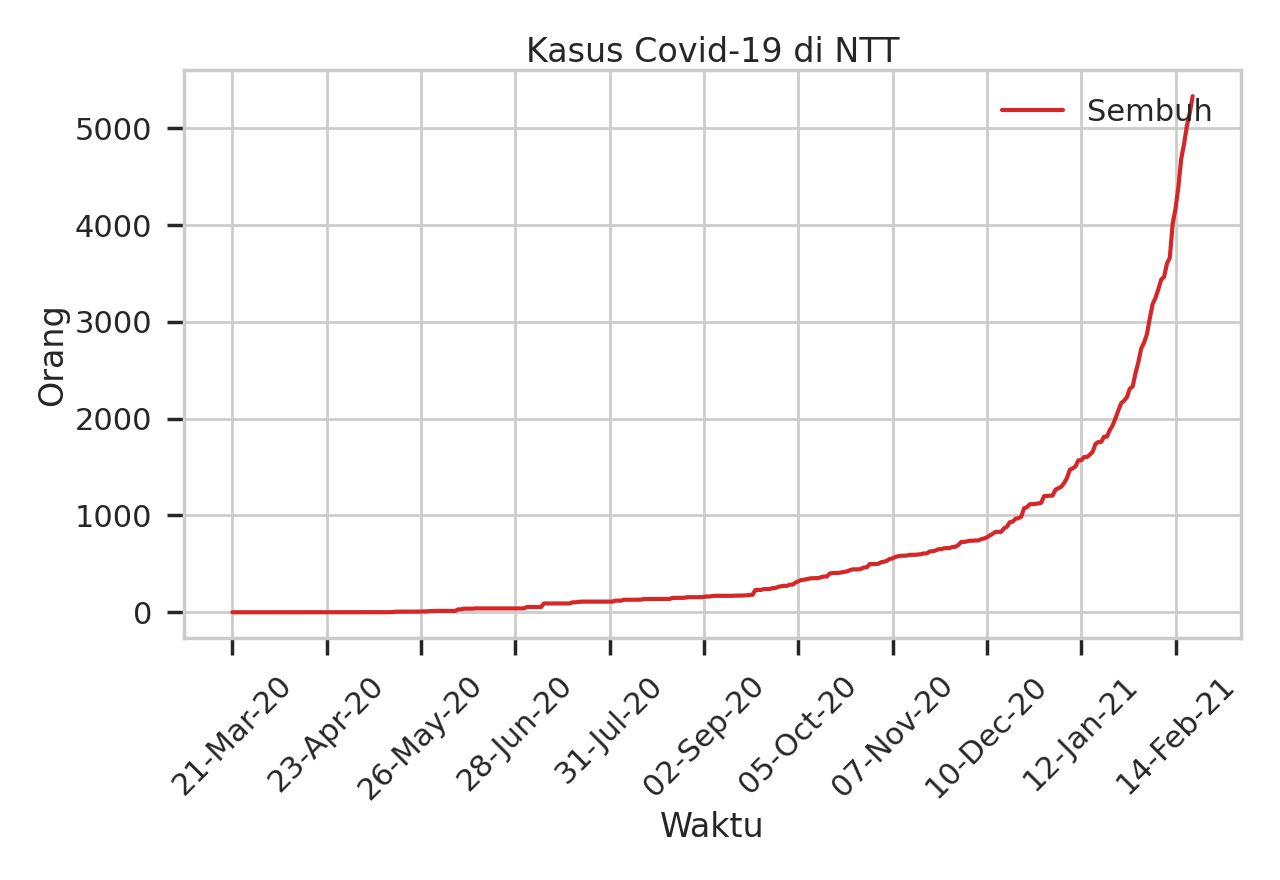 Kasus Covid-19 di NTT
Sembuh
Orang
5000
4000
3000
2000
1000
0
21-Mar-20
23-Apr-20
26-May-20
28-Jun-20
31-Jul-20
02-Sep-20
05-Oct-20
07-Nov-20
10-Dec-20
12-Jan-21
14-Feb-21
Waktu